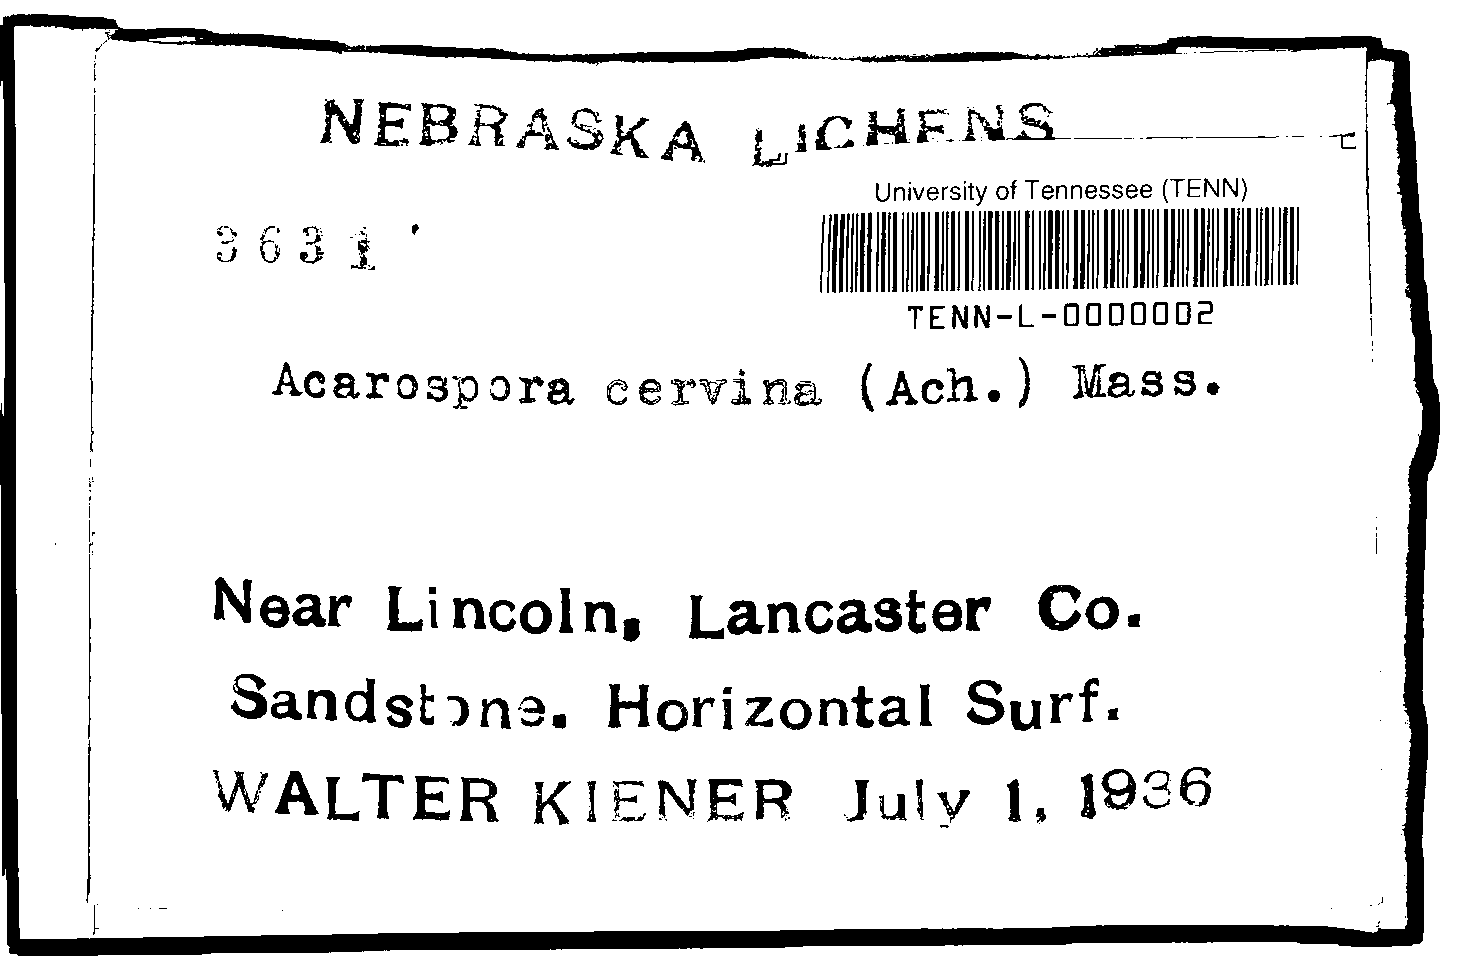 NEBRASKA LICHENS
University of Tennessee (TENN)
3631
TENN-L-0000002
Acarospora cervina (Ach.) Mass.
Near Lincoln, Lancaster Co.
Sandstone. Horizontal Surf.
WALTER KIENER July 1, 1936